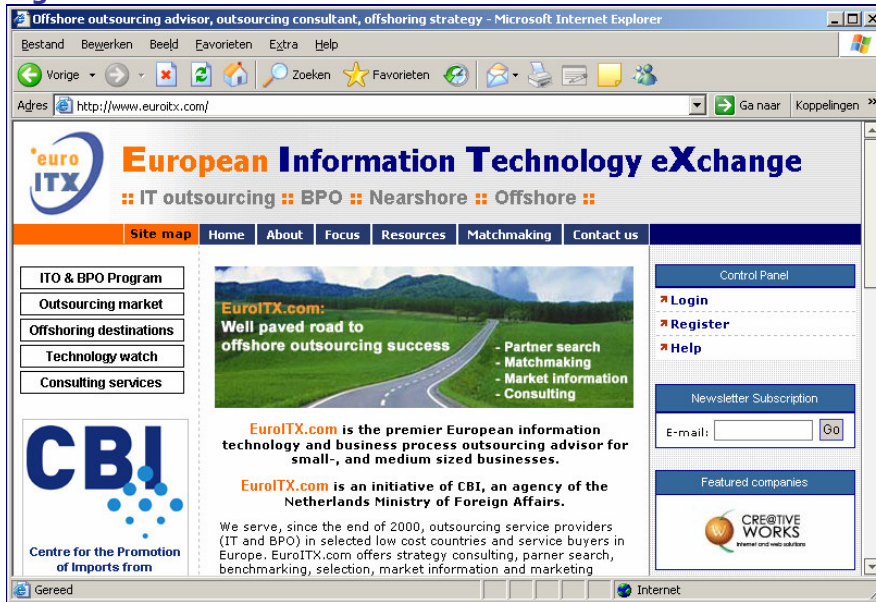 Offshore outsourcing advisor, outsourcing consultant, offshoring strategy - Microsoft Internet Explorer
Bestand Bewerken Beeld Favorieten Extra Help
Vorige Zoeken Favorieten
Adres http://www.euroitx.com/ Ga naar Koppelingen »
euro
ITX
European Information Technology eXchange
:: IT outsourcing :: BPO :: Nearshore :: Offshore ::
Site map Home About Focus Resources Matchmaking Contact us
ITO & BPO Program
Outsourcing market
Offshoring destinations
Technology watch
Consulting services
CBI
Centre for the Promotion
of Imports from
EuroITX.com:
Well paved road to
offshore outsourcing success
- Partner search
- Matchmaking
- Market information
- Consulting
EuroITX.com is the premier European information
technology and business process outsourcing advisor for
small-, and medium sized businesses.
EuroITX.com is an initiative of CBI, an agency of the
Netherlands Ministry of Foreign Affairs.
We serve, since the end of 2000, outsourcing service providers
(IT and BPO) in selected low cost countries and service buyers in
Europe. EuroITX.com offers strategy consulting, parner search,
benchmarking, selection, market information and marketing
Control Panel
Login
Register
Help
Newsletter Subscription
E-mail: Go
Featured companies
CRE@TIVE
WORKS
Internet and web solutions
Gereed Internet